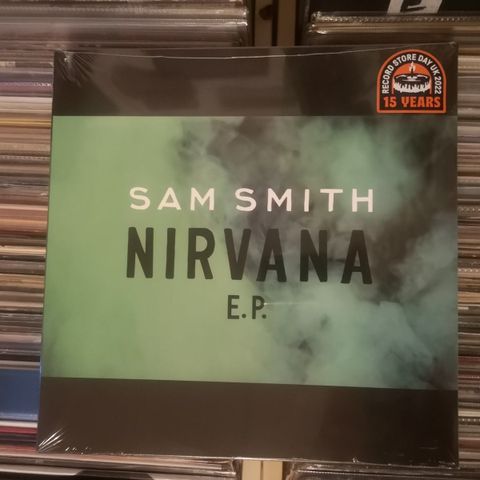 RECORD STORE DAY UK 2022
15 YEARS
SAM SMITH
NIRVANA
E.P.